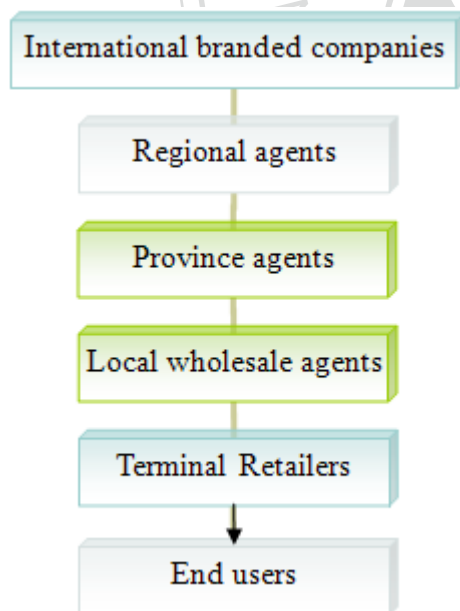 International branded companies
Regional agents
Province agents
Local wholesale agents
Terminal Retailers
End users